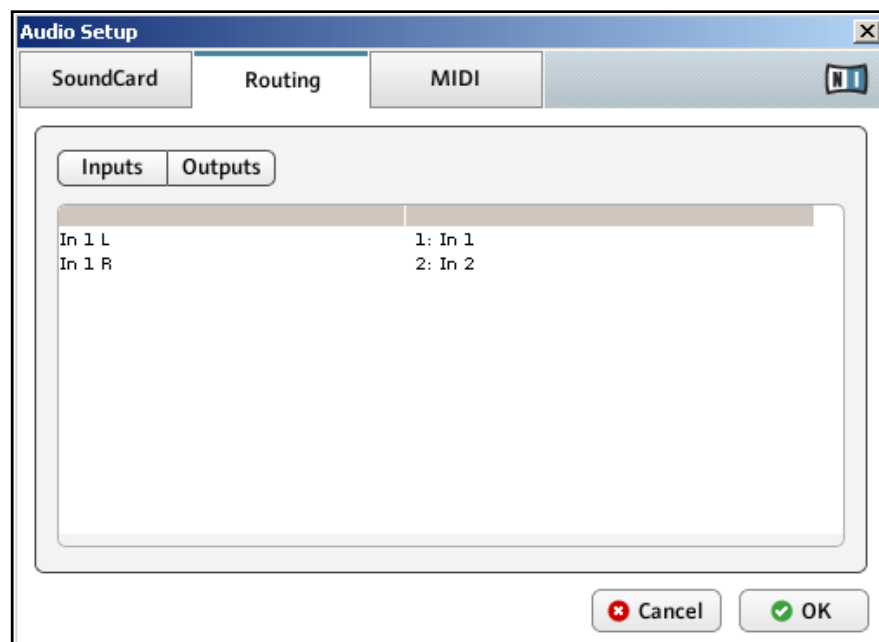 Audio Setup
SoundCard Routing MIDI
NI
Inputs Outputs
In 1 L 1: In 1
In 1 R 2: In 2
Cancel OK